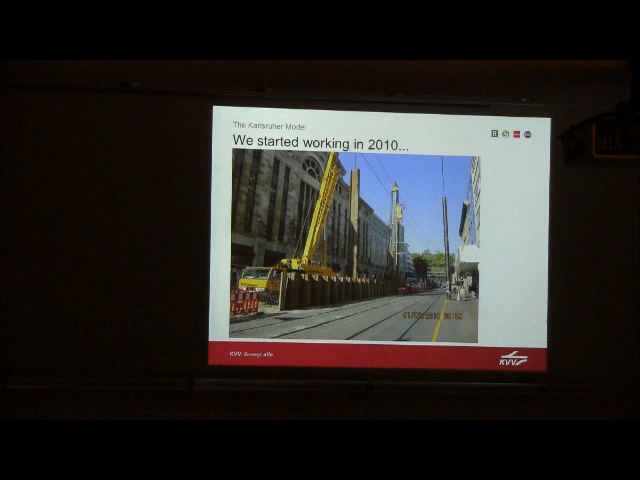 The Karlsruher Model
We started working in 2010...
KVV. Bewegt alle.
KVV